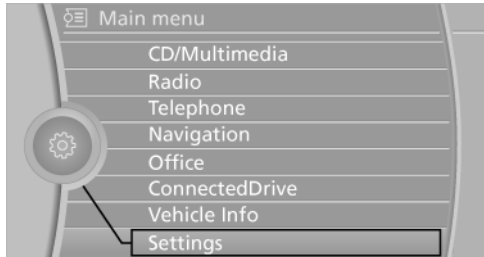 Main menu
CD/Multimedia
Radio
Telephone
Navigation
Office
ConnectedDrive
Vehicle Info
Settings